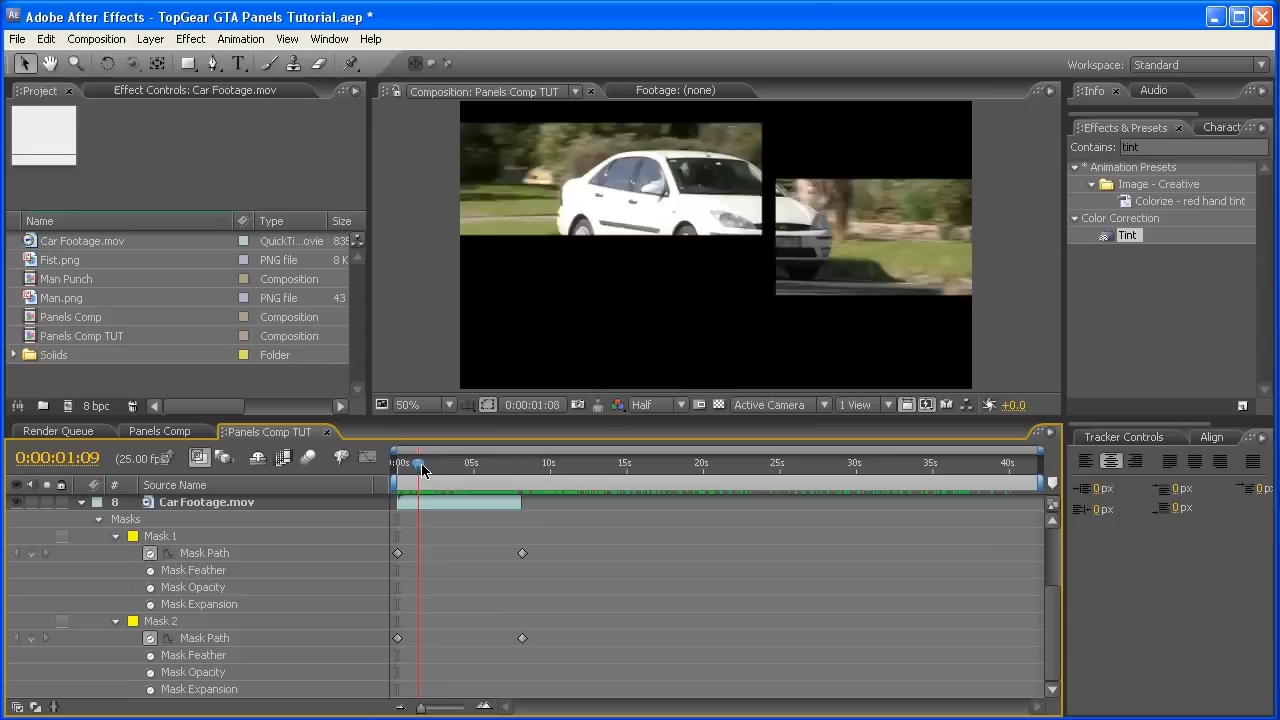 Adobe After Effects - TopGear GTA Panels Tutorial.aep *
File Edit Composition Layer Effect Animation View Window Help
Workspace: Standard
Project Effect Controls: Car Footage.mov
Composition: Panels Comp TUT Footage: (none)
Info Audio
Effects & Presets Charact
Contains: tint
* Animation Presets
Image - Creative
Colorize - red hand tint
Color Correction
Tint
Name Type Size
Car Footage.mov QuickTi...ovie 835
Fist.png PNG file 8 K
Man Punch Composition
Man.png PNG file 43
Panels Comp Composition
Panels Comp TUT Composition
Solids Folder
8 bpc
50% 0:00:01:08 Half Active Camera 1 View +0.0
Render Queue Panels Comp Panels Comp TUT
Tracker Controls Align
0:00:01:09 (25.00 fps)
:00s 05s 10s 15s 20s 25s 30s 35s 40s
# Source Name
8 Car Footage.mov
Masks
Mask 1
Mask Path
Mask Feather
Mask Opacity
Mask Expansion
Mask 2
Mask Path
Mask Feather
Mask Opacity
Mask Expansion
0 px 0 px 0 px
0 px 0 px